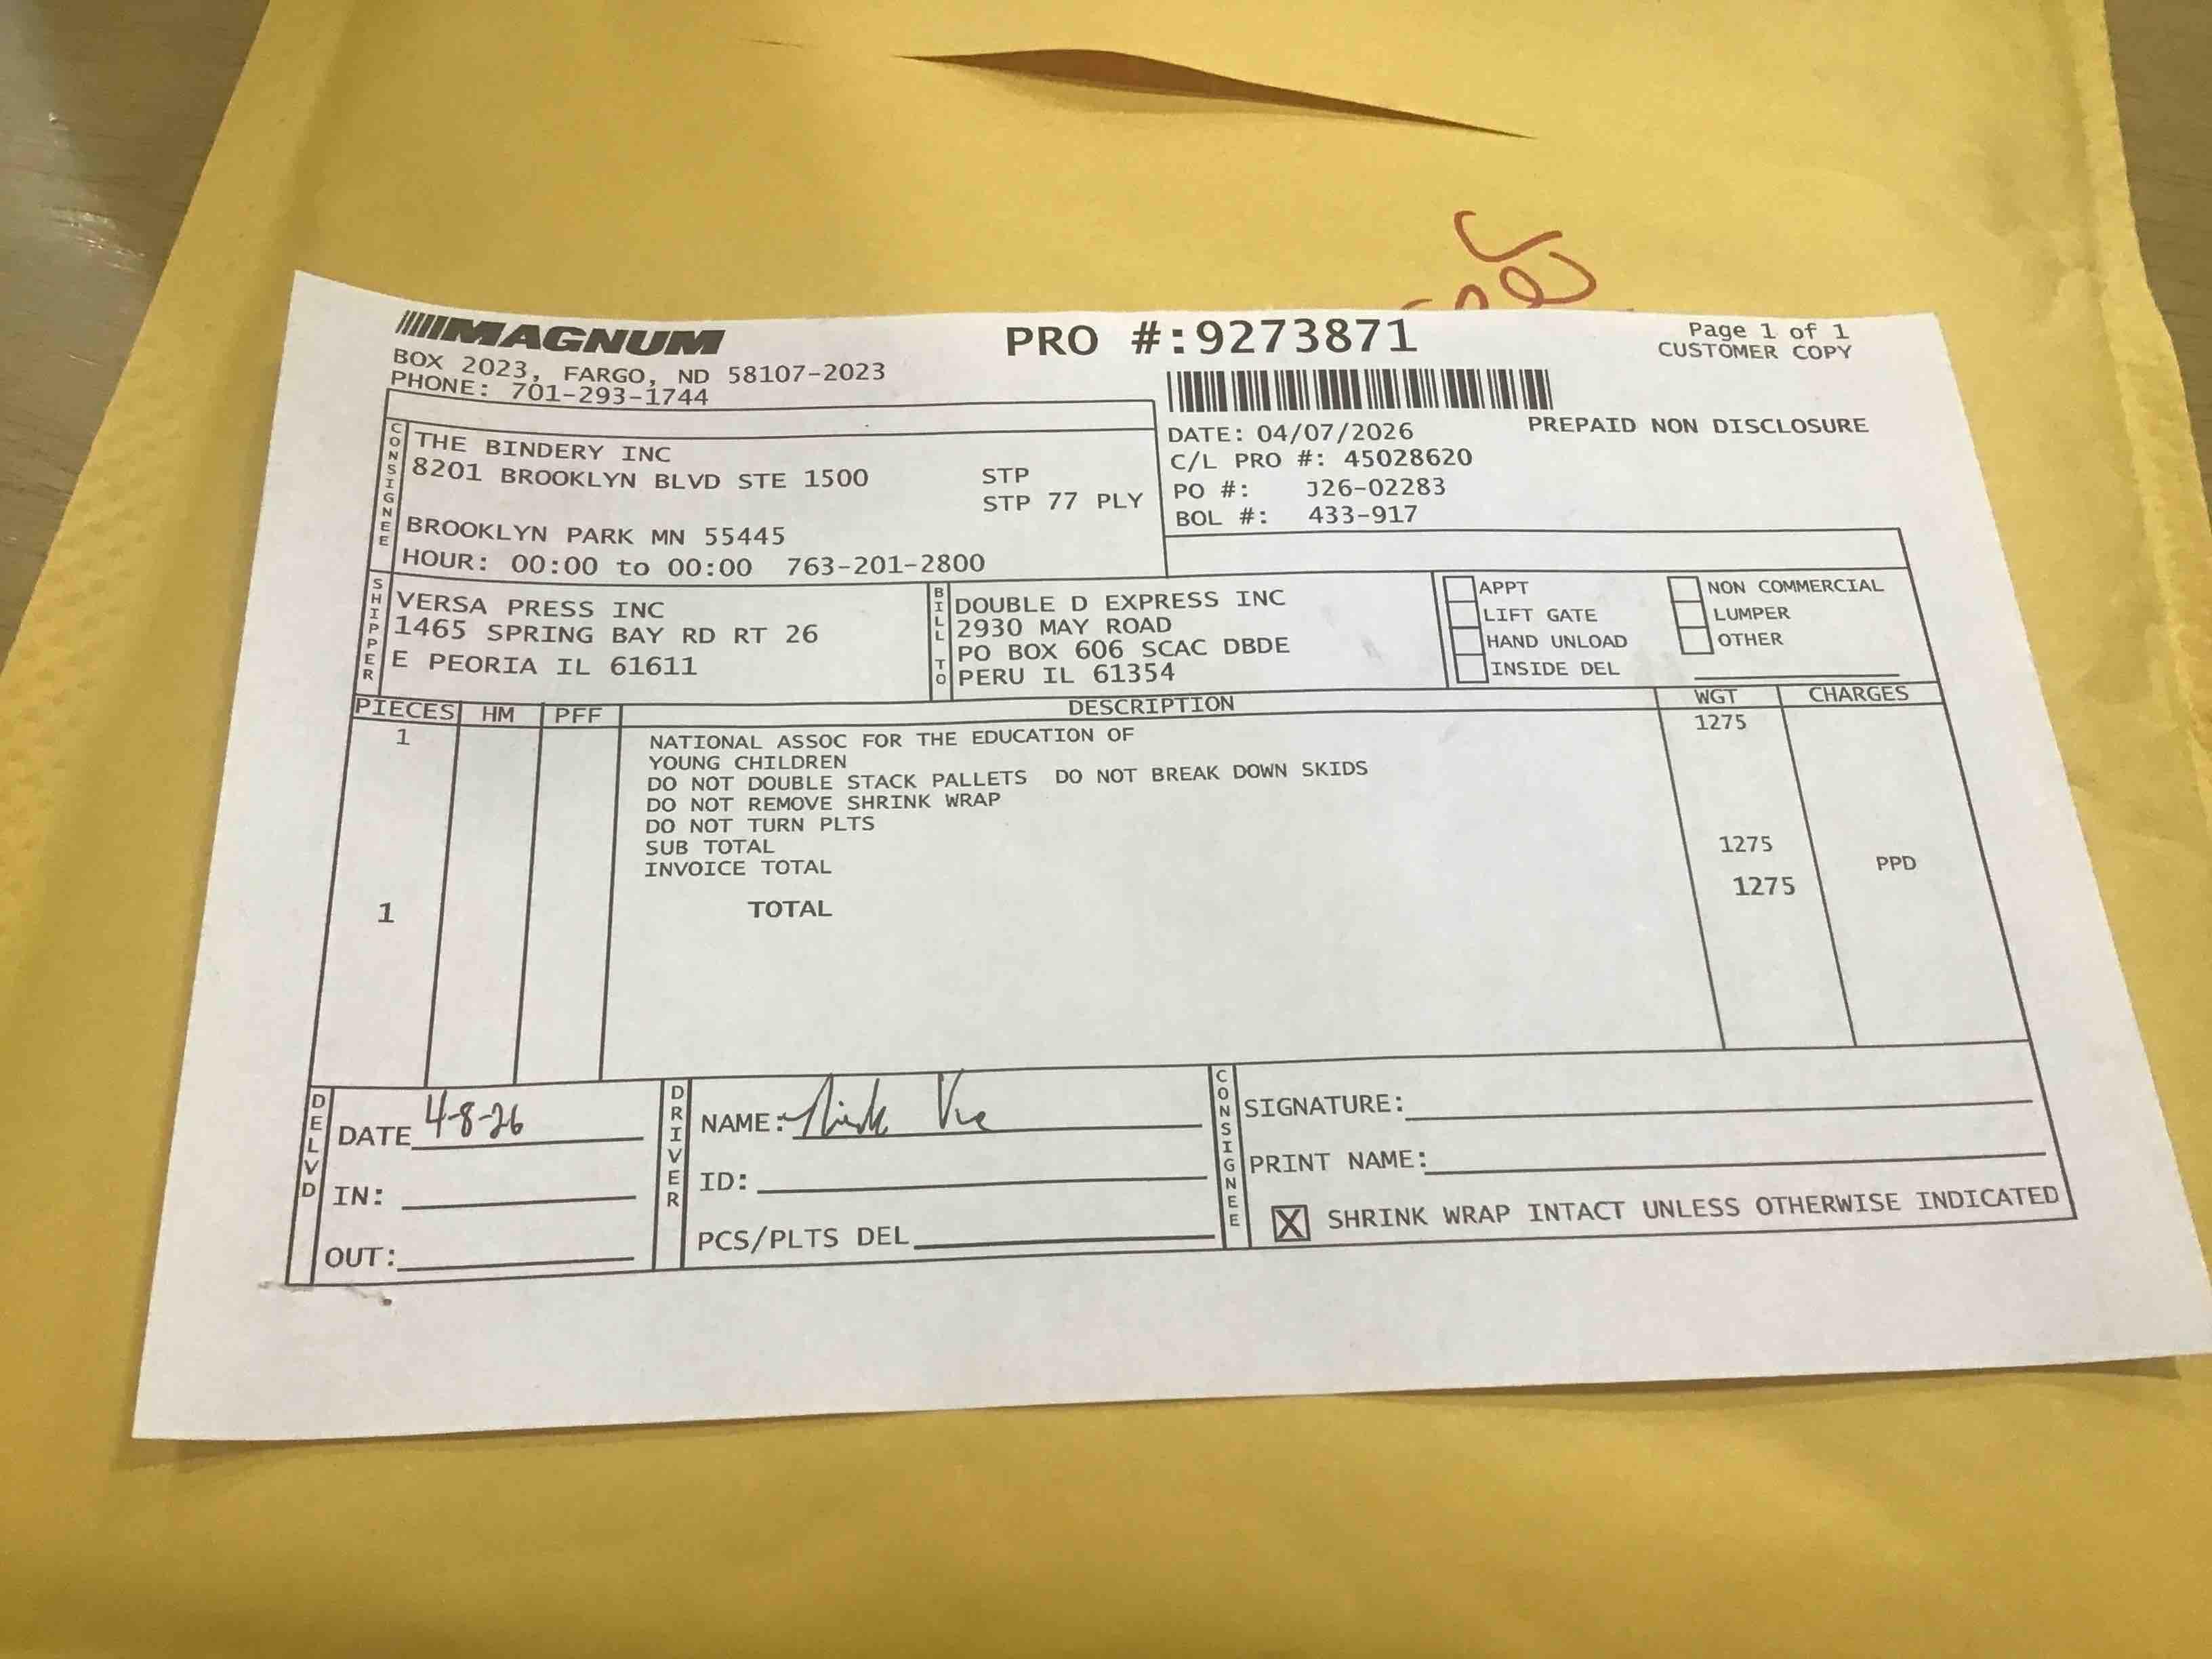 MAGNUM
BOX 2023, FARGO, ND 58107-2023
PHONE: 701-293-1744
PRO #:9273871
Page 1 of 1
CUSTOMER COPY
PREPAID NON DISCLOSURE
DATE: 04/07/2026
C/L PRO #: 45028620
PO #: J26-02283
BOL #: 433-917
CONSIGNEE
THE BINDERY INC
8201 BROOKLYN BLVD STE 1500
STP
STP 77 PLY
BROOKLYN PARK MN 55445
HOUR: 00:00 to 00:00 763-201-2800
SHIPPER
VERSA PRESS INC
1465 SPRING BAY RD RT 26
E PEORIA IL 61611
BILL TO
DOUBLE D EXPRESS INC
2930 MAY ROAD
PO BOX 606 SCAC DBDE
PERU IL 61354
APPT
LIFT GATE
HAND UNLOAD
INSIDE DEL
NON COMMERCIAL
LUMPER
OTHER
PIECES HM PFF DESCRIPTION WGT CHARGES
1 NATIONAL ASSOC FOR THE EDUCATION OF 1275
YOUNG CHILDREN
DO NOT DOUBLE STACK PALLETS DO NOT BREAK DOWN SKIDS
DO NOT REMOVE SHRINK WRAP
DO NOT TURN PLTS
SUB TOTAL 1275
INVOICE TOTAL PPD
1 TOTAL 1275
DELVD
DATE 4-8-26
IN:
OUT:
DRIVER
NAME:
ID:
PCS/PLTS DEL
CONSIGNEE
SIGNATURE:
PRINT NAME:
X SHRINK WRAP INTACT UNLESS OTHERWISE INDICATED